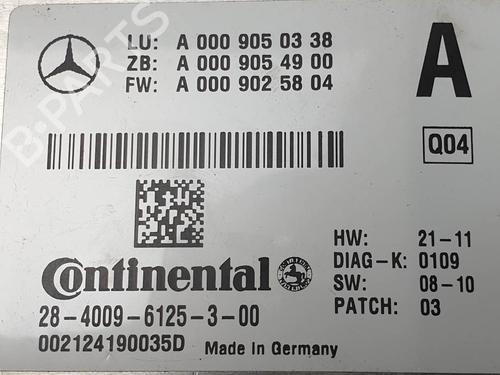 LU: A 000 905 03 38
ZB: A 000 905 49 00
FW: A 000 902 58 04
A
Q04
Continental
28-4009-6125-3-00
002124190035D Made in Germany
HW: 21-11
DIAG-K: 0109
SW: 08-10
PATCH: 03
B-PARTS